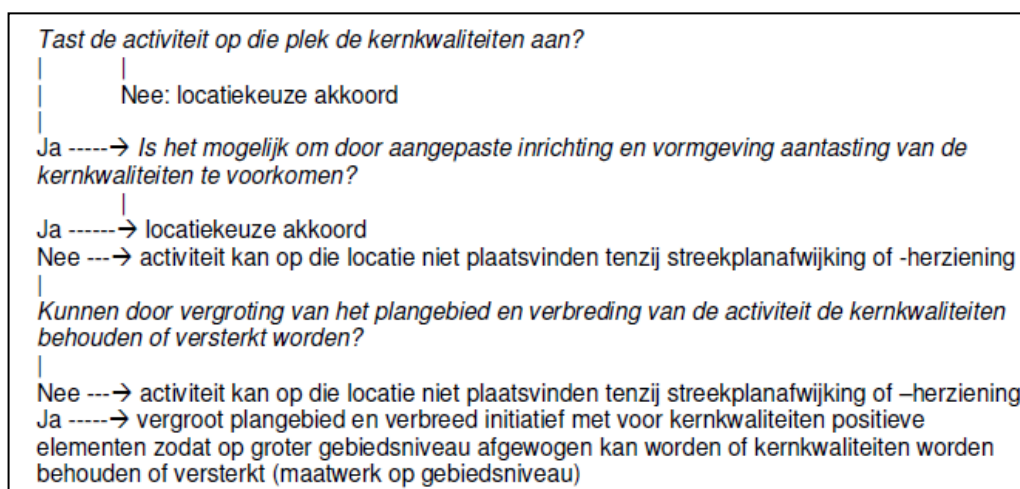 Tast de activiteit op die plek de kernkwaliteiten aan?
| |
| Nee: locatiekeuze akkoord
|
Ja -----→ Is het mogelijk om door aangepaste inrichting en vormgeving aantasting van de
kernkwaliteiten te voorkomen?
|
Ja ------→ locatiekeuze akkoord
Nee ---→ activiteit kan op die locatie niet plaatsvinden tenzij streekplanafwijking of -herziening
|
Kunnen door vergroting van het plangebied en verbreding van de activiteit de kernkwaliteiten
behouden of versterkt worden?
|
Nee ---→ activiteit kan op die locatie niet plaatsvinden tenzij streekplanafwijking of –herziening
Ja -----→ vergroot plangebied en verbreed initiatief met voor kernkwaliteiten positieve
elementen zodat op groter gebiedsniveau afgewogen kan worden of kernkwaliteiten worden
behouden of versterkt (maatwerk op gebiedsniveau)